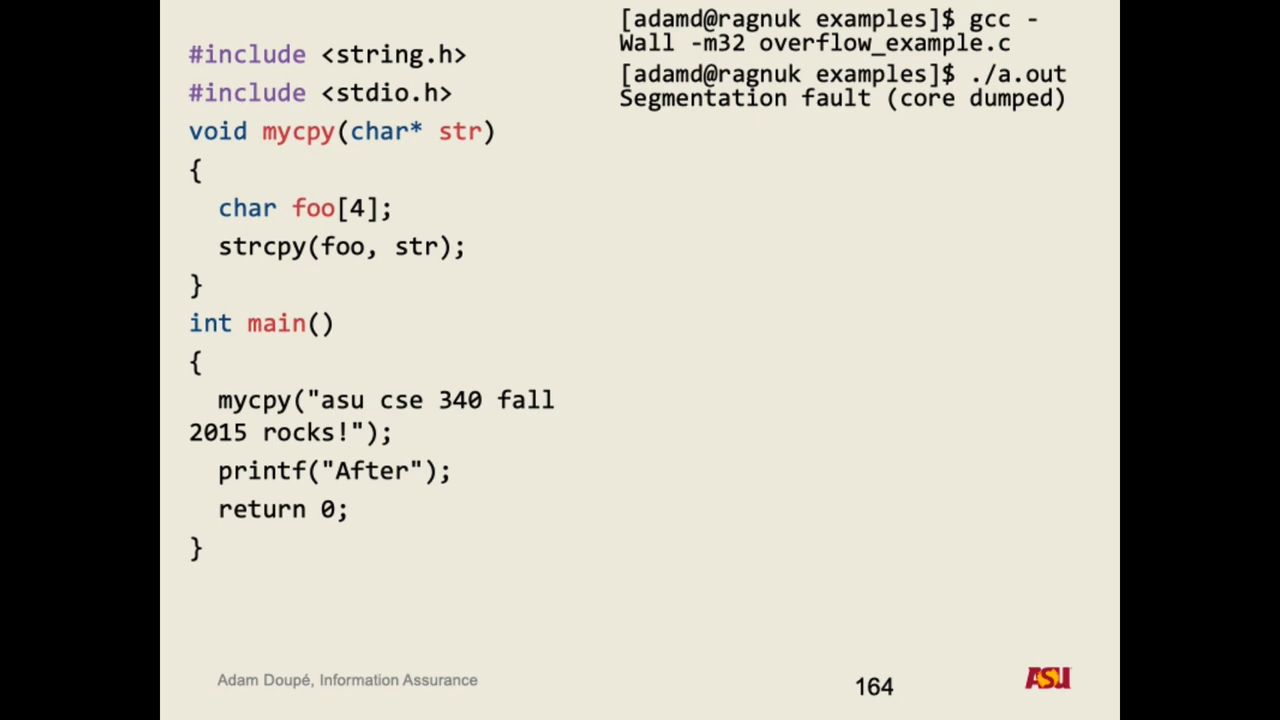 #include <string.h>
#include <stdio.h>
void mycpy(char* str)
{
  char foo[4];
  strcpy(foo, str);
}
int main()
{
  mycpy("asu cse 340 fall
2015 rocks!");
  printf("After");
  return 0;
}
[adamd@ragnuk examples]$ gcc -
Wall -m32 overflow_example.c
[adamd@ragnuk examples]$ ./a.out
Segmentation fault (core dumped)
Adam Doupé, Information Assurance
164
ASU